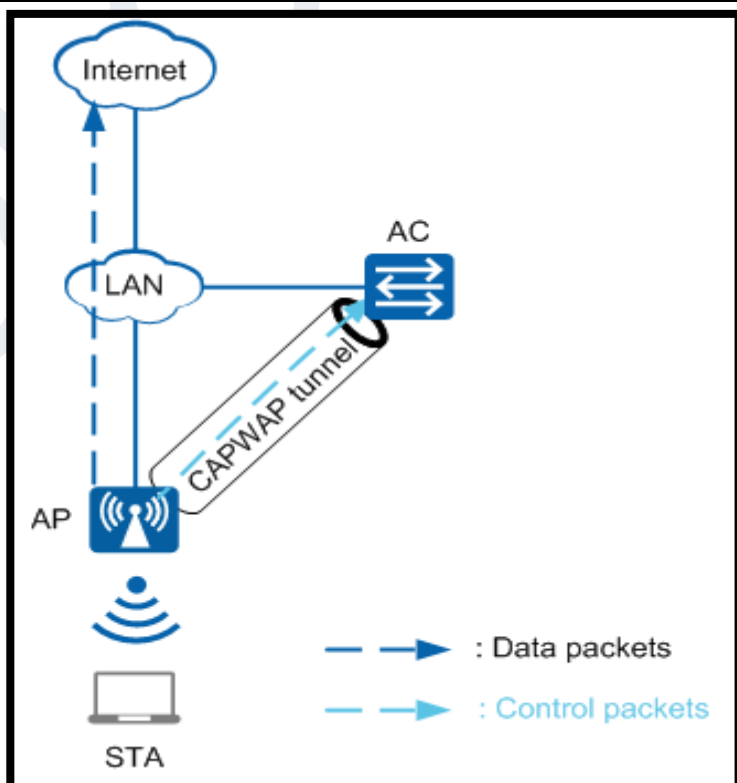 Internet
AC
LAN
CAPWAP tunnel
AP
: Data packets
: Control packets
STA